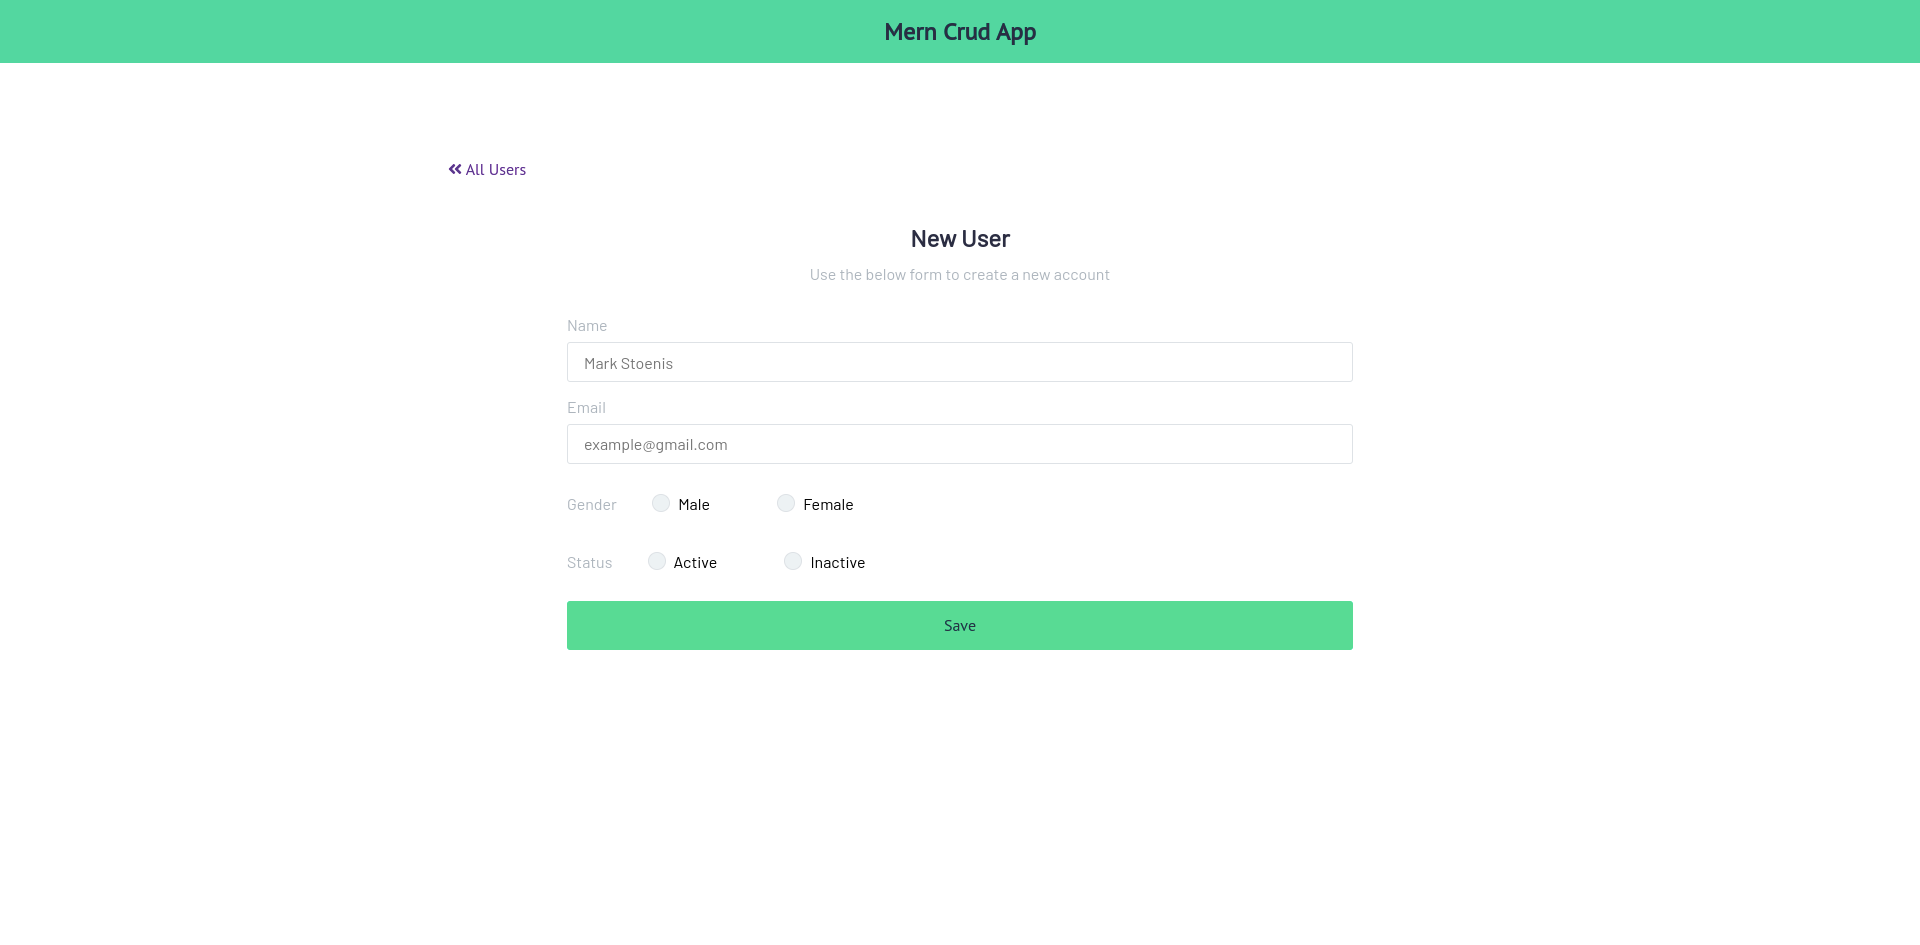 Mern Crud App
All Users
New User
Use the below form to create a new account
Name
Mark Stoenis
Email
example@gmail.com
Gender Male Female
Status Active Inactive
Save